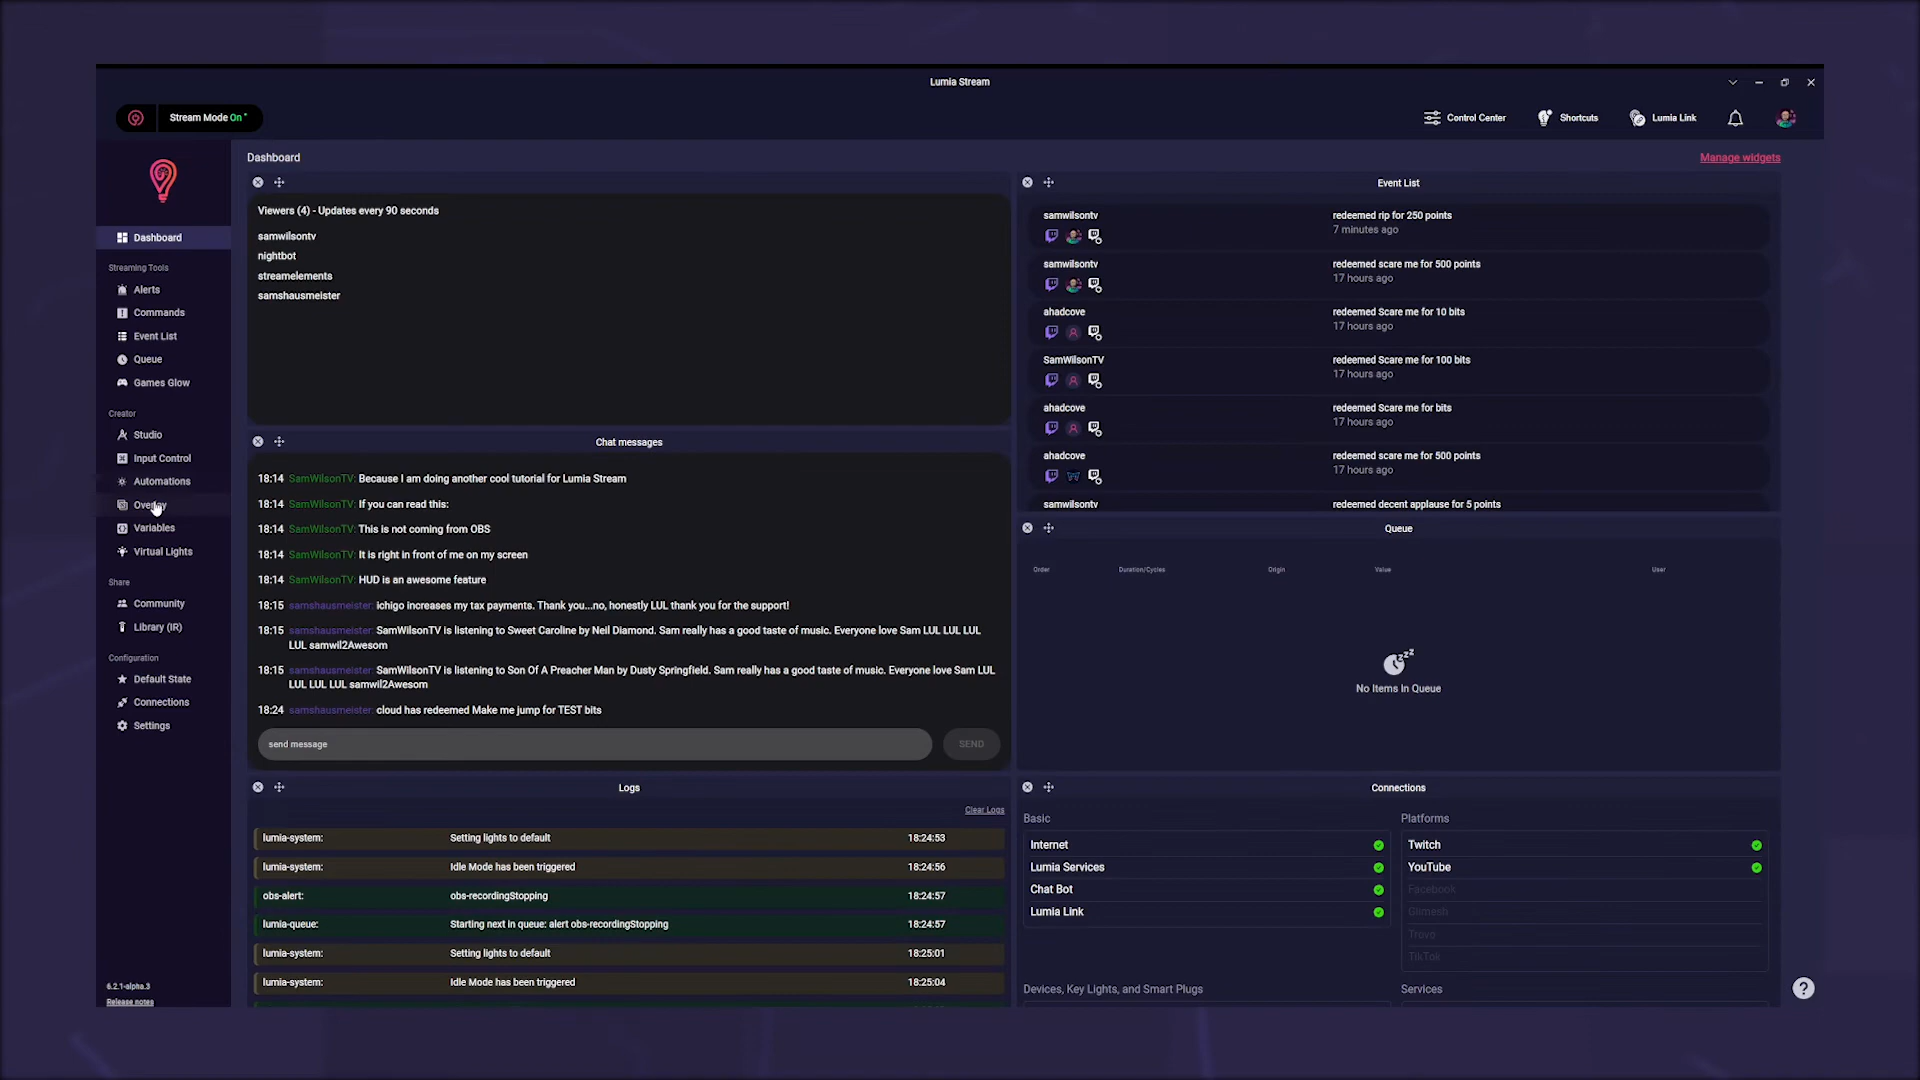 Lumia Stream
Stream Mode On
Control Center
Shortcuts
Lumia Link
Dashboard
Manage widgets
Dashboard
Streaming Tools
Alerts
Commands
Event List
Queue
Games Glow
Creator
Studio
Input Control
Automations
Overlay
Variables
Virtual Lights
Share
Community
Library (IR)
Configuration
Default State
Connections
Settings
6.2.1-alpha.3
Release notes
Viewers (4) - Updates every 90 seconds
samwilsontv
nightbot
streamelements
samshausmeister
Chat messages
18:14 SamWilsonTV: Because I am doing another cool tutorial for Lumia Stream
18:14 SamWilsonTV: If you can read this:
18:14 SamWilsonTV: This is not coming from OBS
18:14 SamWilsonTV: It is right in front of me on my screen
18:14 SamWilsonTV: HUD is an awesome feature
18:15 samshausmeister: ichigo increases my tax payments. Thank you...no, honestly LUL thank you for the support!
18:15 samshausmeister: SamWilsonTV is listening to Sweet Caroline by Neil Diamond. Sam really has a good taste of music. Everyone love Sam LUL LUL LUL
LUL samwil2Awesom
18:15 samshausmeister: SamWilsonTV is listening to Son Of A Preacher Man by Dusty Springfield. Sam really has a good taste of music. Everyone love Sam LUL
LUL LUL LUL samwil2Awesom
18:24 samshausmeister: cloud has redeemed Make me jump for TEST bits
send message
SEND
Logs
Clear Logs
lumia-system: Setting lights to default 18:24:53
lumia-system: Idle Mode has been triggered 18:24:56
obs-alert: obs-recordingStopping 18:24:57
lumia-queue: Starting next in queue: alert obs-recordingStopping 18:24:57
lumia-system: Setting lights to default 18:25:01
lumia-system: Idle Mode has been triggered 18:25:04
Event List
samwilsontv redeemed rip for 250 points
7 minutes ago
samwilsontv redeemed scare me for 500 points
17 hours ago
ahadcove redeemed Scare me for 10 bits
17 hours ago
SamWilsonTV redeemed Scare me for 100 bits
17 hours ago
ahadcove redeemed Scare me for bits
17 hours ago
ahadcove redeemed scare me for 500 points
17 hours ago
samwilsontv redeemed decent applause for 5 points
Queue
Order Duration/Cycles Origin Value User
zzz
No Items In Queue
Connections
Basic
Internet
Lumia Services
Chat Bot
Lumia Link
Platforms
Twitch
YouTube
Facebook
Glimesh
Trovo
TikTok
Devices, Key Lights, and Smart Plugs
Services
?